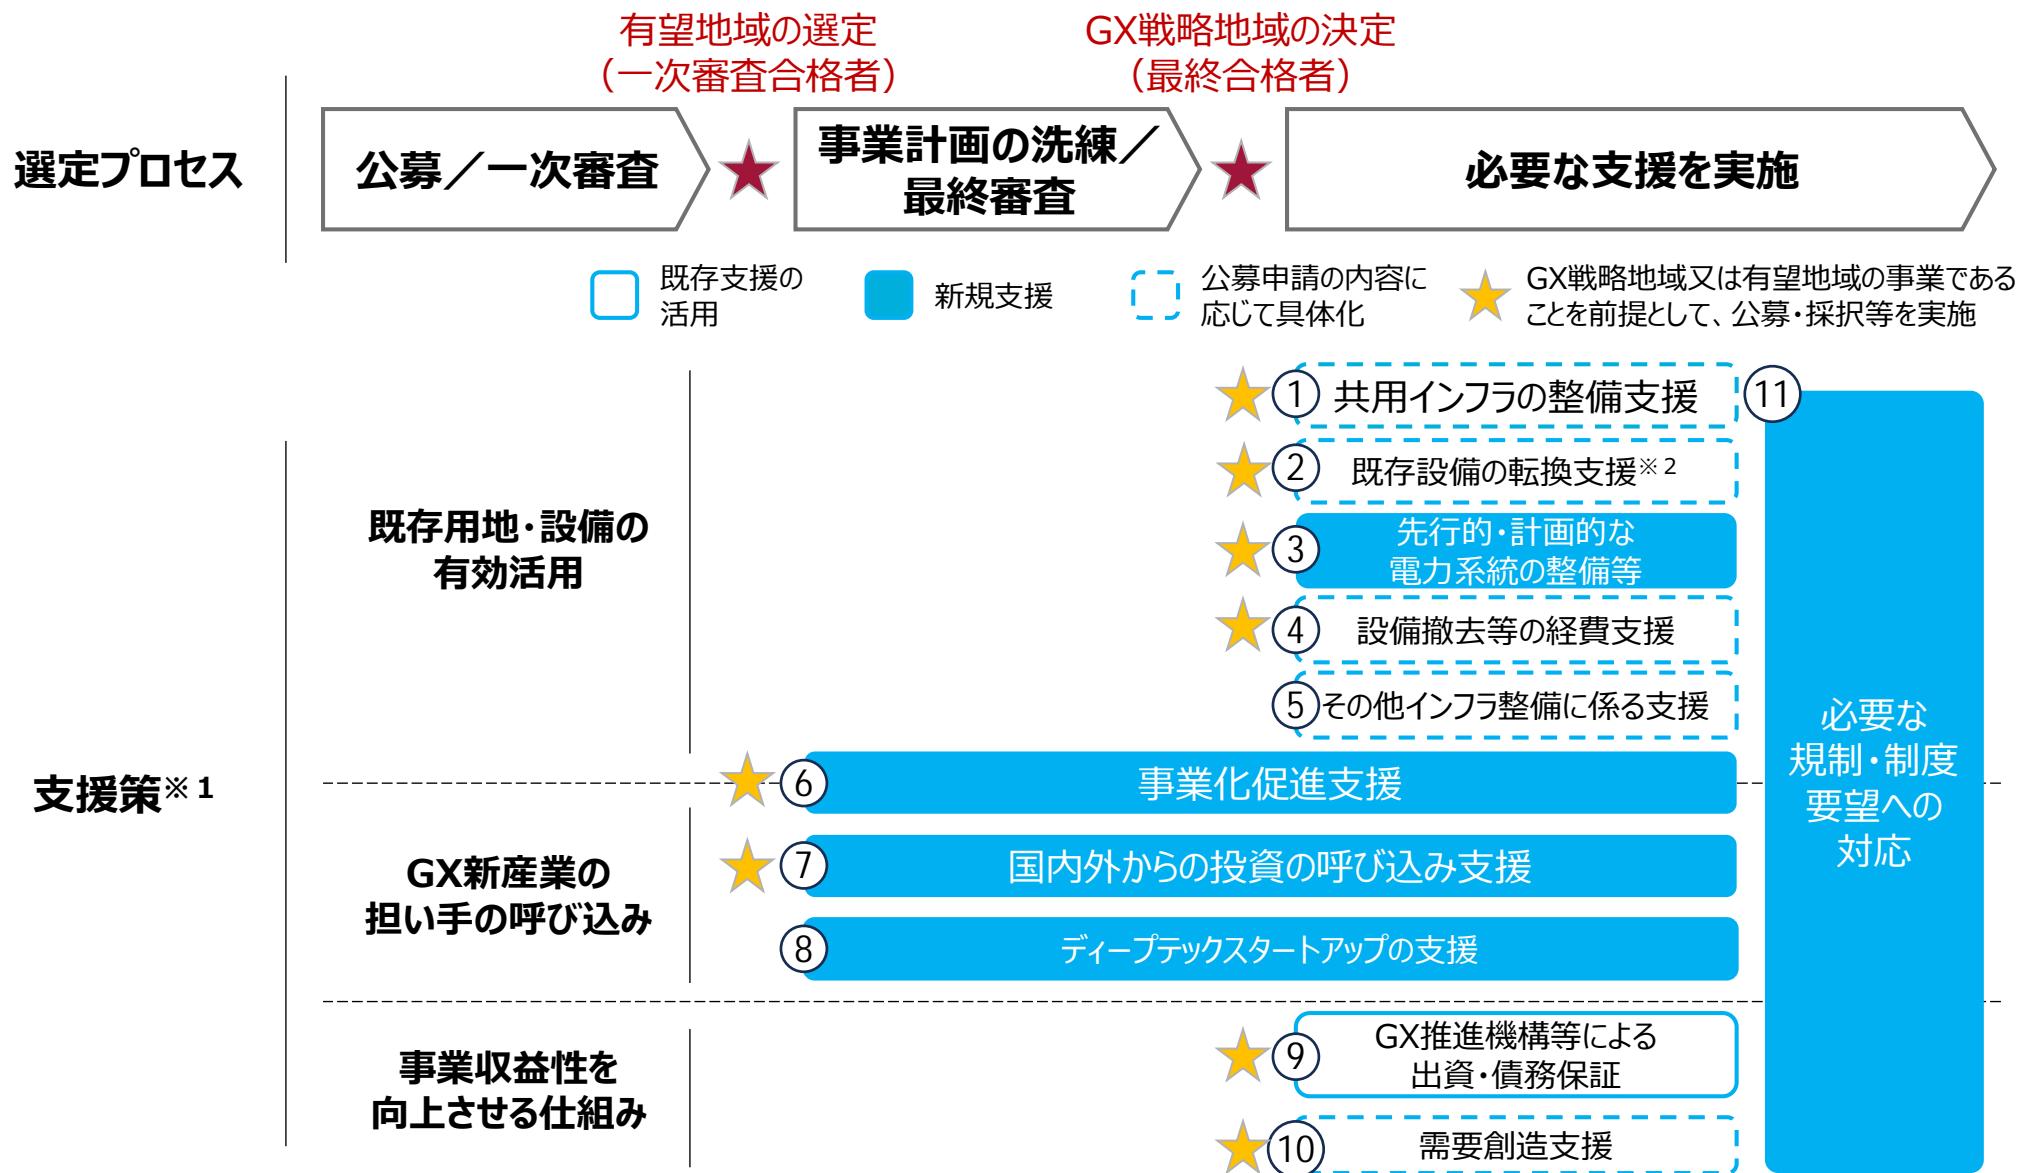 有望地域の選定
（一次審査合格者）
GX戦略地域の決定
（最終合格者）
選定プロセス
公募／一次審査
事業計画の洗練／
最終審査
必要な支援を実施
既存支援の
活用
新規支援
公募申請の内容に
応じて具体化
GX戦略地域又は有望地域の事業である
ことを前提として、公募・採択等を実施
支援策※１
既存用地・設備の
有効活用
① 共用インフラの整備支援
② 既存設備の転換支援※２
③ 先行的・計画的な
電力系統の整備等
④ 設備撤去等の経費支援
⑤ その他インフラ整備に係る支援
⑥ 事業化促進支援
GX新産業の
担い手の呼び込み
⑦ 国内外からの投資の呼び込み支援
⑧ ディープテックスタートアップの支援
事業収益性を
向上させる仕組み
⑨ GX推進機構等による
出資・債務保証
⑩ 需要創造支援
⑪ 必要な
規制・制度
要望への
対応